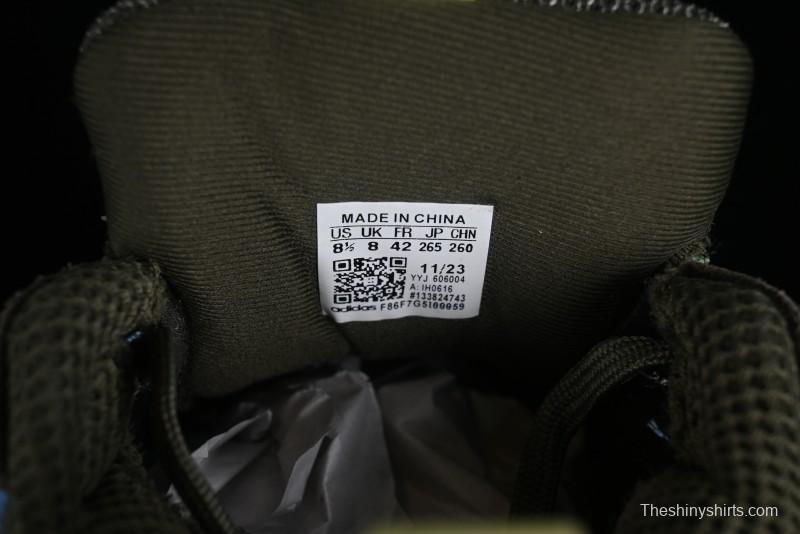 MADE IN CHINA
US UK FR JP CHN
8½ 8 42 265 260
11/23
YYJ 606004
A: IH0616
#133824743
adidas F86F7G5I00059
Theshinyshirts.com